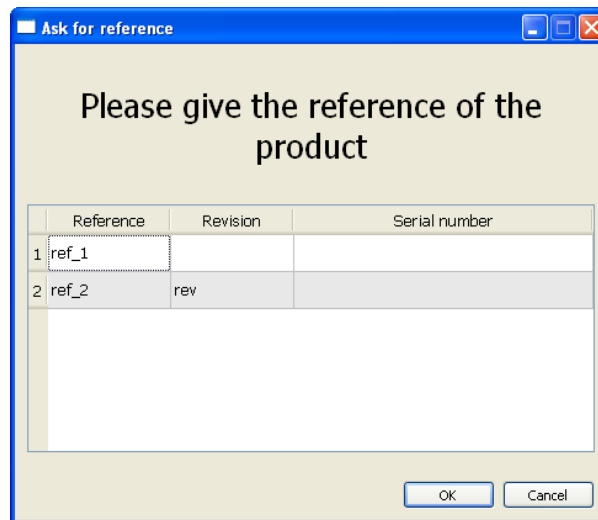 Ask for reference
Please give the reference of the
product
Reference Revision Serial number
1 ref_1
2 ref_2 rev
OK Cancel